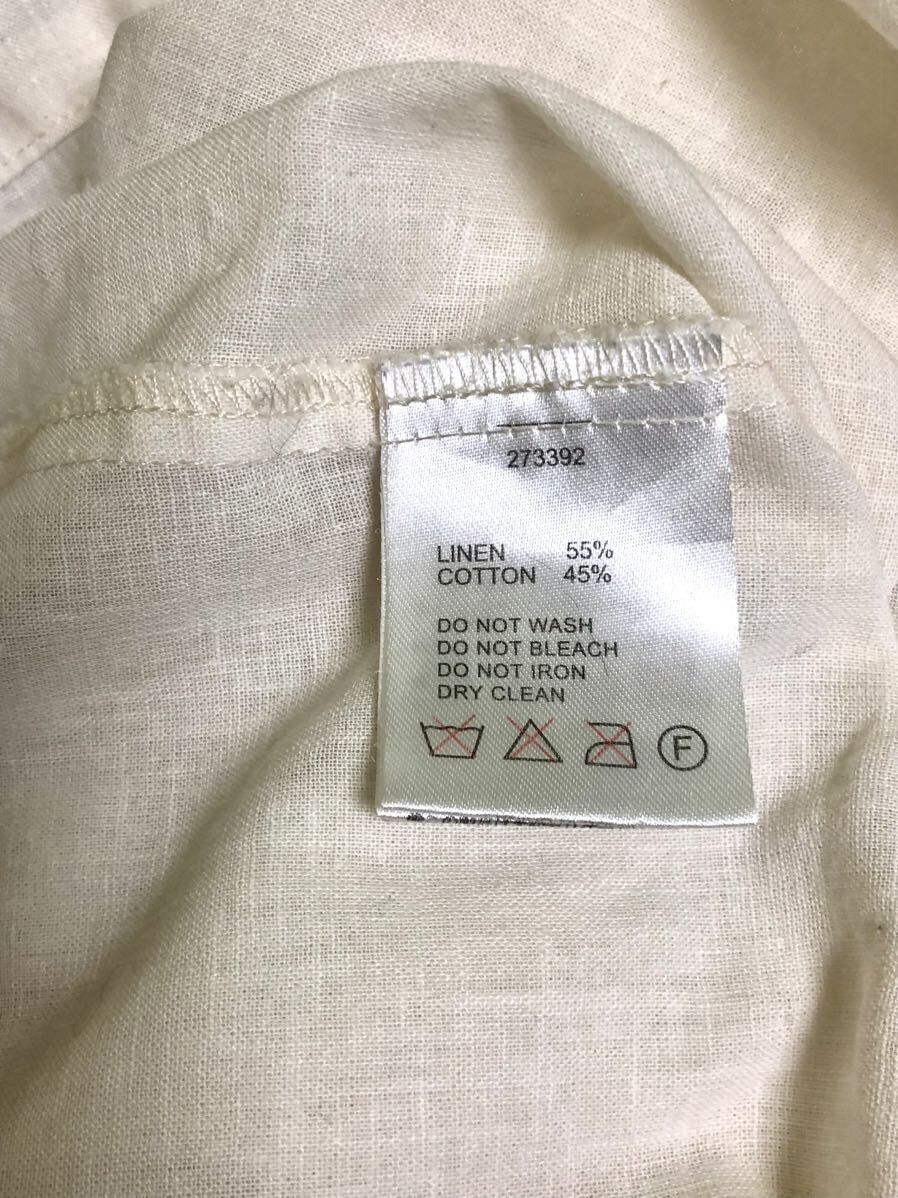 273392
LINEN 55%
COTTON 45%
DO NOT WASH
DO NOT BLEACH
DO NOT IRON
DRY CLEAN
F